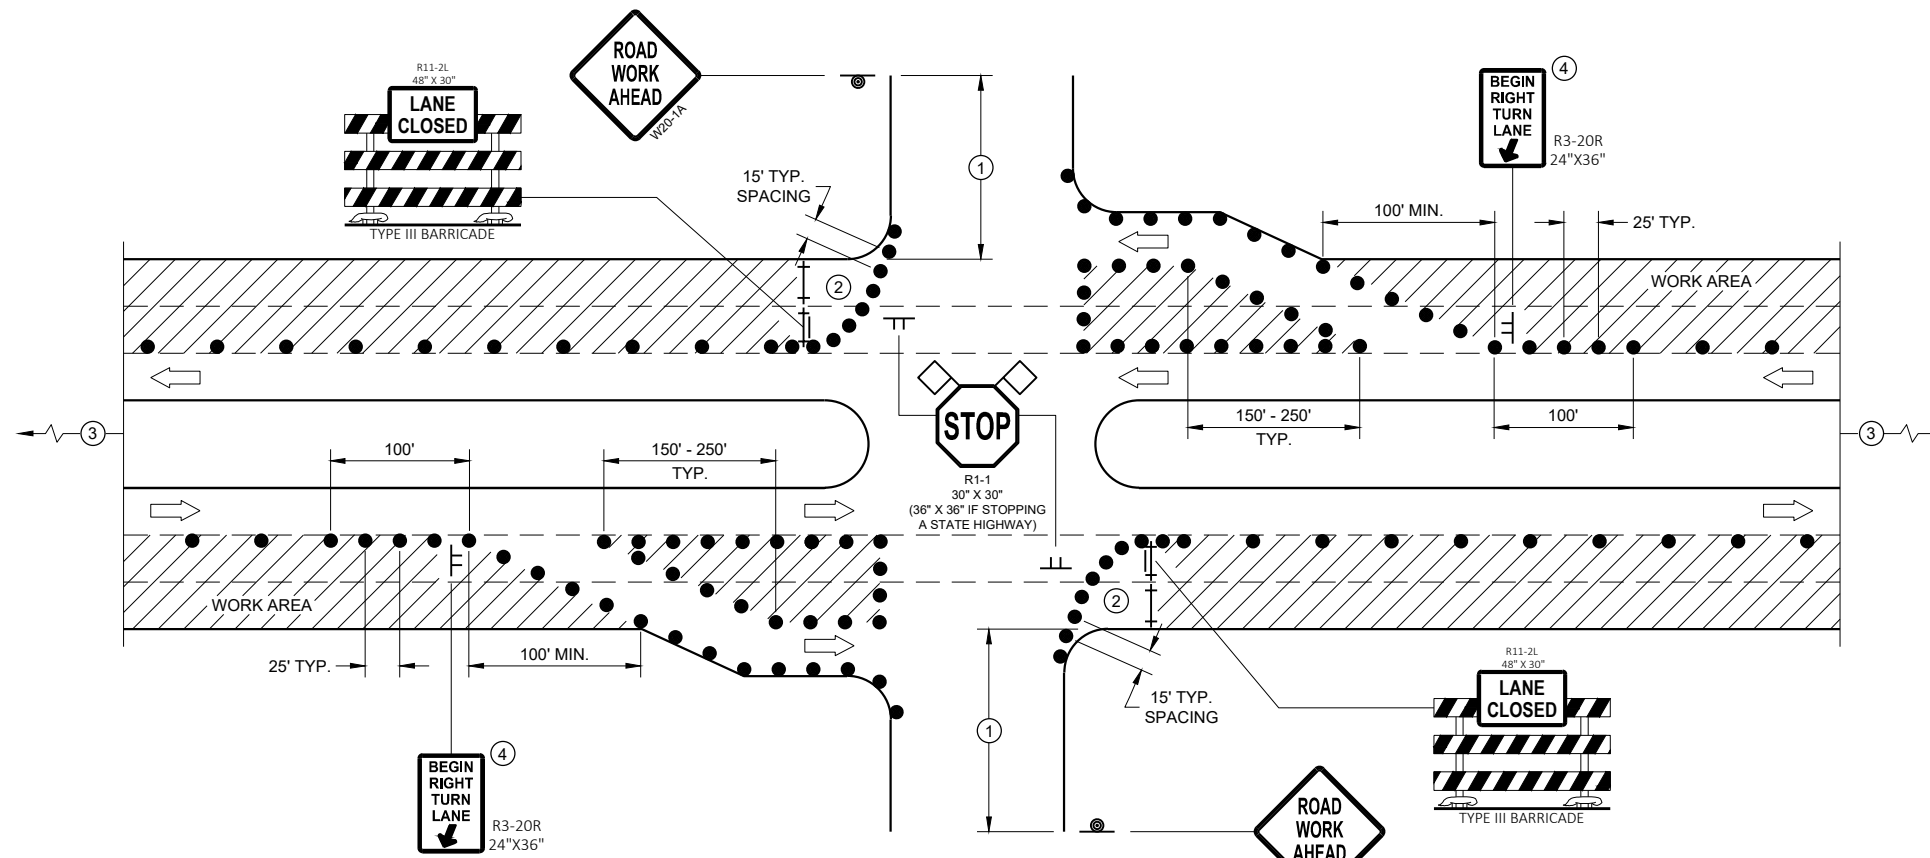 ROAD
WORK
AHEAD
W20-1A
R11-2L
48" X 30"
LANE
CLOSED
TYPE III BARRICADE
15' TYP.
SPACING
1
2
BEGIN
RIGHT
TURN
LANE
4
R3-20R
24"X36"
100' MIN.
25' TYP.
WORK AREA
150' - 250'
TYP.
100'
3
3
100'
150' - 250'
TYP.
STOP
R1-1
30" X 30"
(36" X 36" IF STOPPING
A STATE HIGHWAY)
WORK AREA
25' TYP.
100' MIN.
2
1
15' TYP.
SPACING
BEGIN
RIGHT
TURN
LANE
4
R3-20R
24"X36"
R11-2L
48" X 30"
LANE
CLOSED
TYPE III BARRICADE
ROAD
WORK
AHEAD